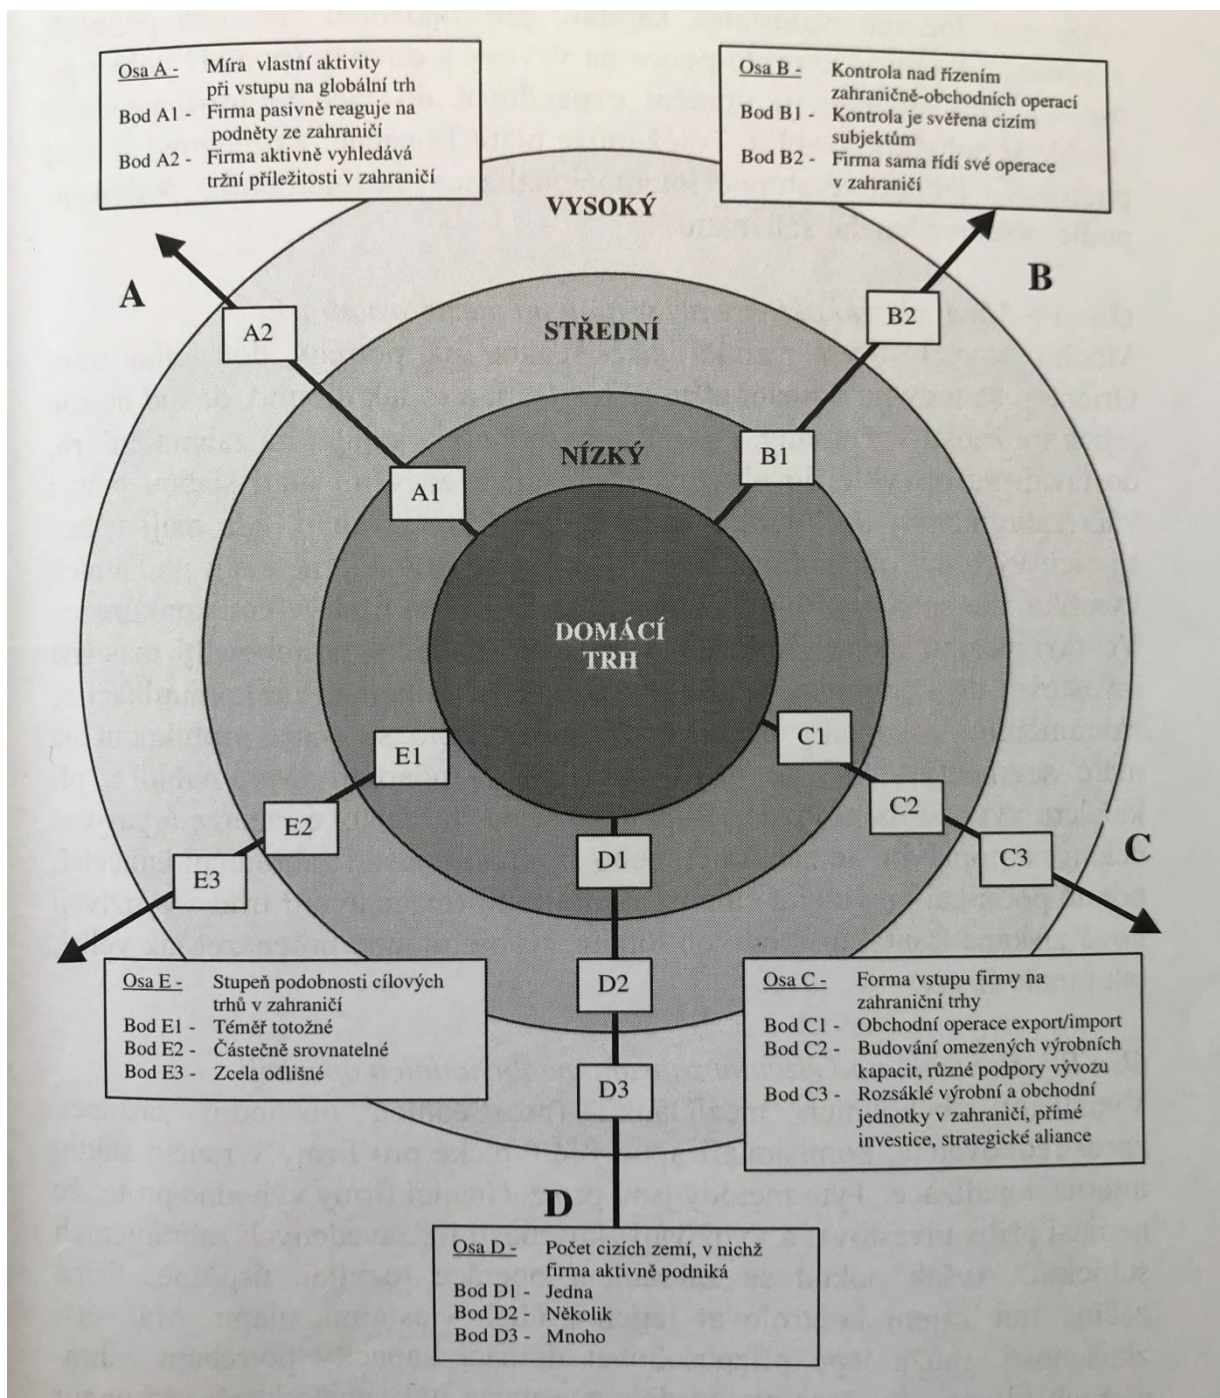 Osa A - Míra vlastní aktivity
při vstupu na globální trh
Bod A1 - Firma pasivně reaguje na
podněty ze zahraničí
Bod A2 - Firma aktivně vyhledává
tržní příležitosti v zahraničí
Osa B - Kontrola nad řízením
zahraničně-obchodních operací
Bod B1 - Kontrola je svěřena cizím
subjektům
Bod B2 - Firma sama řídí své operace
v zahraničí
VYSOKÝ
A
B
A2
STŘEDNÍ
B2
NÍZKÝ
A1
B1
DOMÁCÍ
TRH
E1
C1
E2
C2
E3
D1
C3
C
D2
D3
Osa E - Stupeň podobnosti cílových
trhů v zahraničí
Bod E1 - Téměř totožné
Bod E2 - Částečně srovnatelné
Bod E3 - Zcela odlišné
Osa C - Forma vstupu firmy na
zahraniční trhy
Bod C1 - Obchodní operace export/import
Bod C2 - Budování omezených výrobních
kapacit, různé podpory vývozu
Bod C3 - Rozsáklé výrobní a obchodní
jednotky v zahraničí, přímé
investice, strategické aliance
D
Osa D - Počet cizích zemí, v nichž
firma aktivně podniká
Bod D1 - Jedna
Bod D2 - Několik
Bod D3 - Mnoho